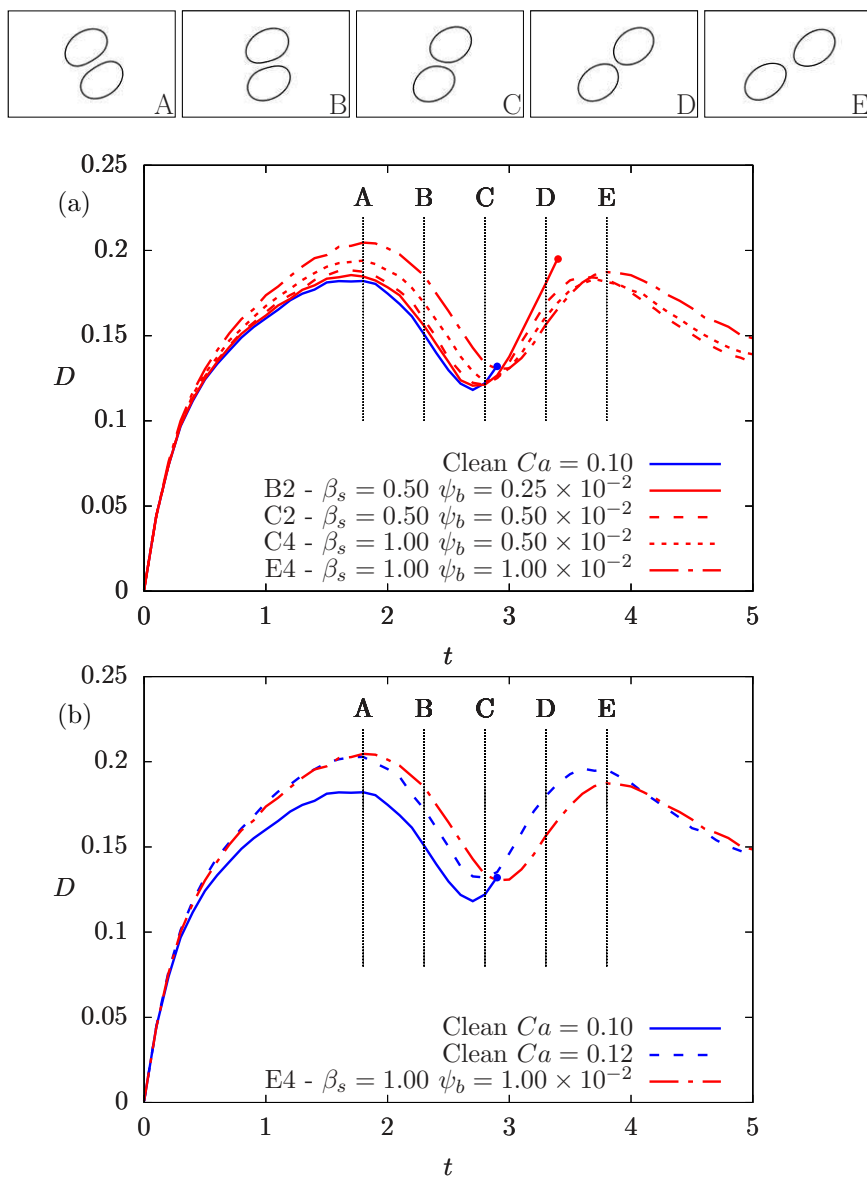 A B C D E
0.25
(a)
A B C D E
0.2
0.15
D
0.1
Clean Ca = 0.10
B2 - β_s = 0.50 ψ_b = 0.25 × 10⁻²
0.05
C2 - β_s = 0.50 ψ_b = 0.50 × 10⁻²
C4 - β_s = 1.00 ψ_b = 0.50 × 10⁻²
E4 - β_s = 1.00 ψ_b = 1.00 × 10⁻²
0
0 1 2 3 4 5
t
0.25
(b)
A B C D E
0.2
0.15
D
0.1
0.05
Clean Ca = 0.10
Clean Ca = 0.12
E4 - β_s = 1.00 ψ_b = 1.00 × 10⁻²
0
0 1 2 3 4 5
t